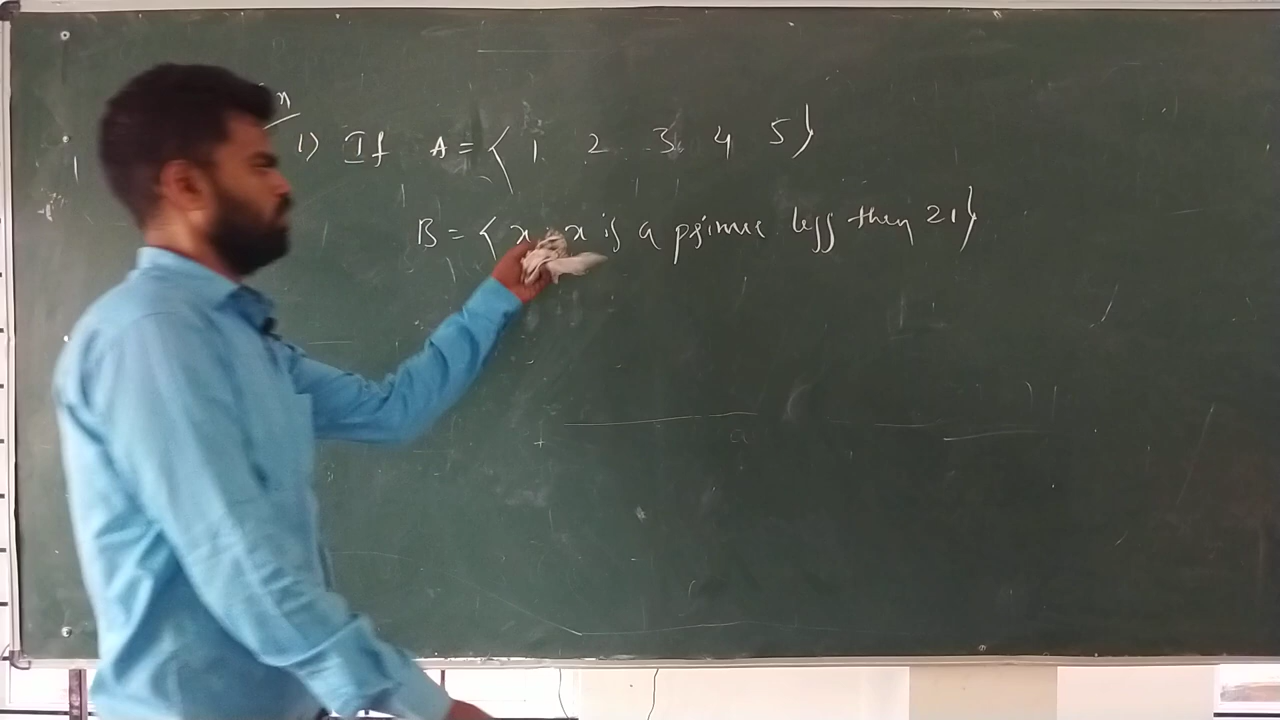 1) If A = { 1 2 3 4 5 }
B = { x : x is a prime less then 21 }